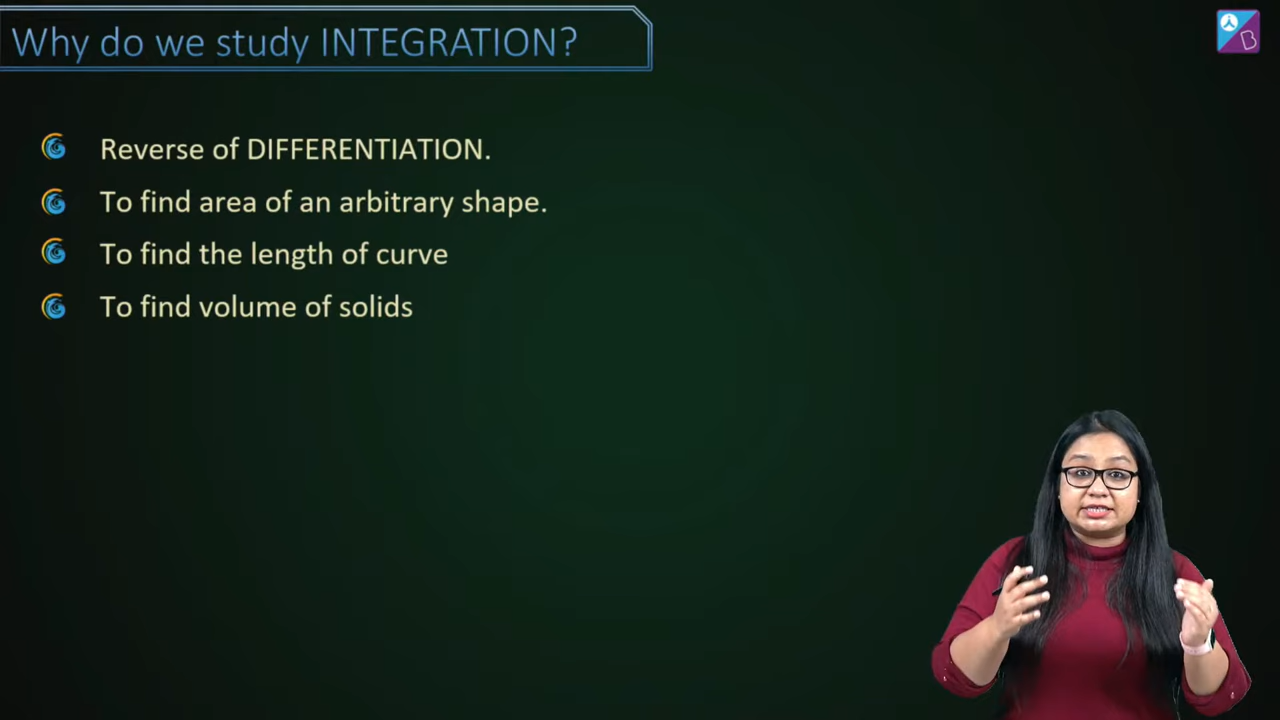 Why do we study INTEGRATION?
Reverse of DIFFERENTIATION.
To find area of an arbitrary shape.
To find the length of curve
To find volume of solids
B